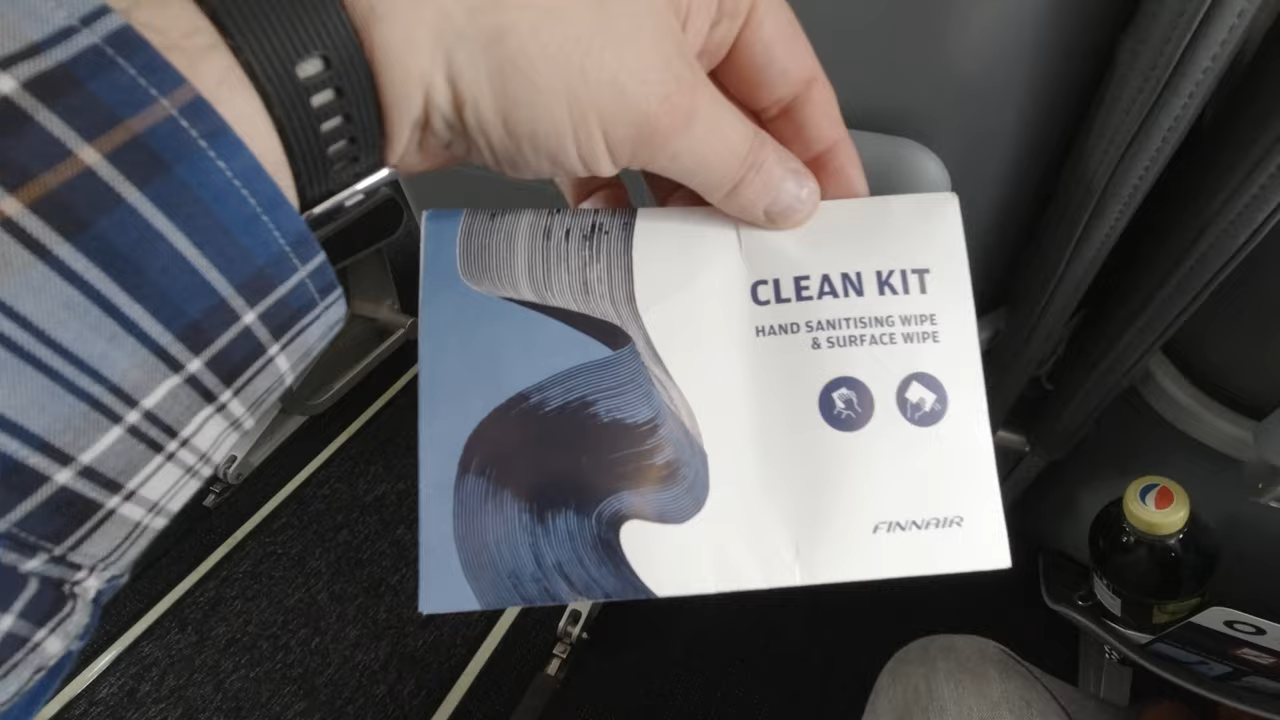 CLEAN KIT
HAND SANITISING WIPE
& SURFACE WIPE
FINNAIR